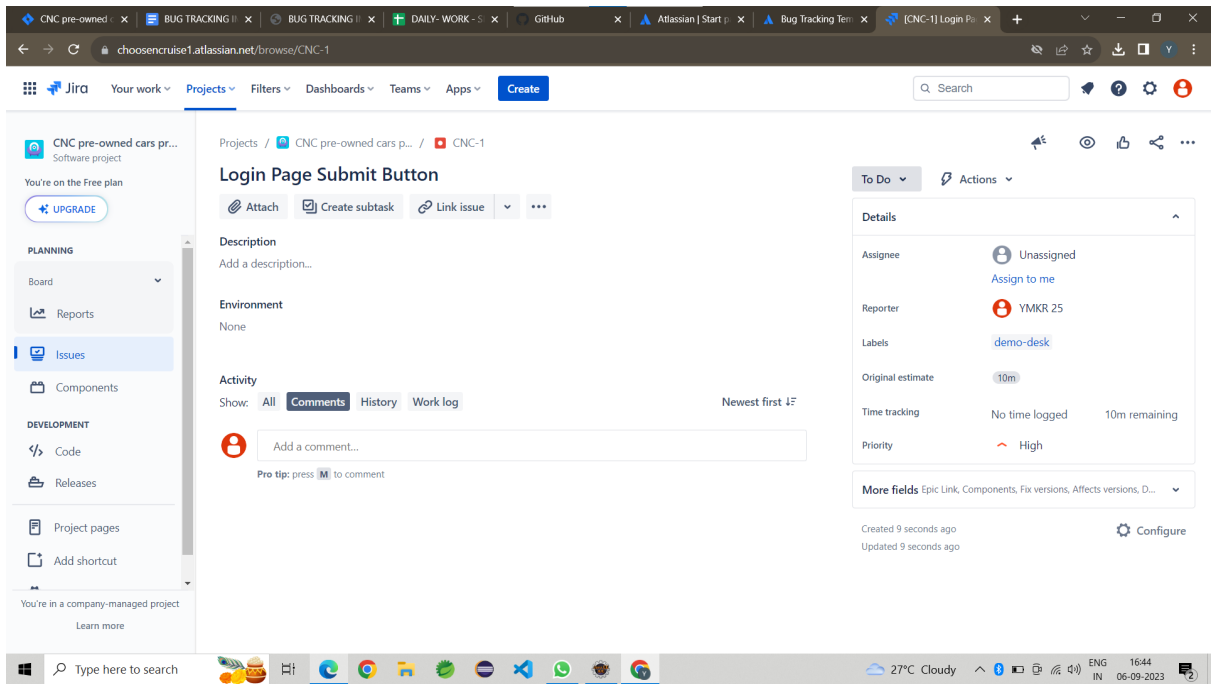 CNC pre-owned c
BUG TRACKING I
BUG TRACKING I
DAILY- WORK - S
GitHub
Atlassian | Start p
Bug Tracking Tem
[CNC-1] Login Pa
choosencruise1.atlassian.net/browse/CNC-1
Y
Jira Your work Projects Filters Dashboards Teams Apps Create Search
CNC pre-owned cars pr...
Software project
You're on the Free plan
UPGRADE
PLANNING
Board
Reports
Issues
Components
DEVELOPMENT
Code
Releases
Project pages
Add shortcut
You're in a company-managed project
Learn more
Projects / CNC pre-owned cars p... / CNC-1
Login Page Submit Button
Attach Create subtask Link issue
Description
Add a description...
Environment
None
Activity
Show: All Comments History Work log Newest first
Add a comment...
Pro tip: press M to comment
To Do Actions
Details
Assignee Unassigned
Assign to me
Reporter YMKR 25
Labels demo-desk
Original estimate 10m
Time tracking No time logged 10m remaining
Priority High
More fields Epic Link, Components, Fix versions, Affects versions, D...
Created 9 seconds ago Configure
Updated 9 seconds ago
Type here to search
27°C Cloudy
ENG
IN
16:44
06-09-2023
2